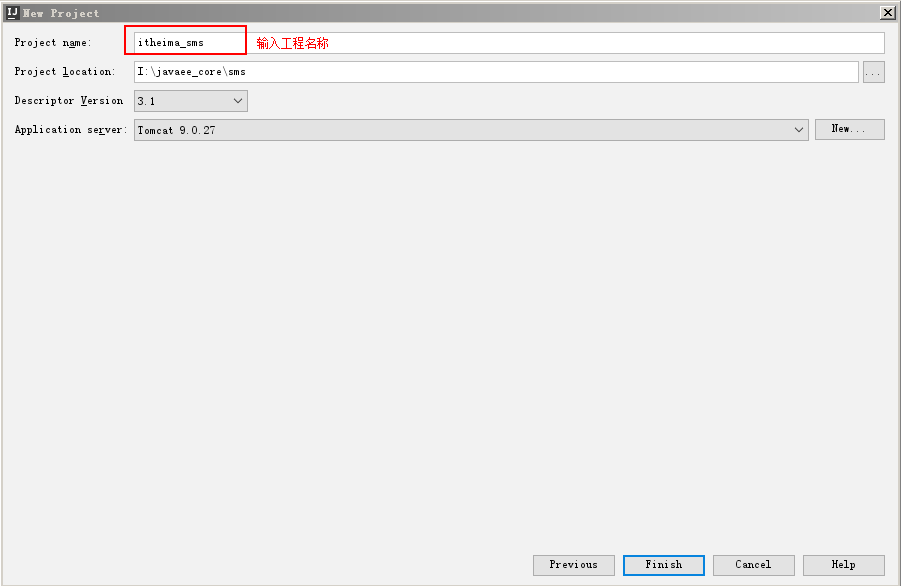 IJ New Project
Project name: itheima_sms 输入工程名称
Project location: I:\javaee_core\sms ...
Descriptor Version 3.1
Application server: Tomcat 9.0.27 New...
Previous Finish Cancel Help